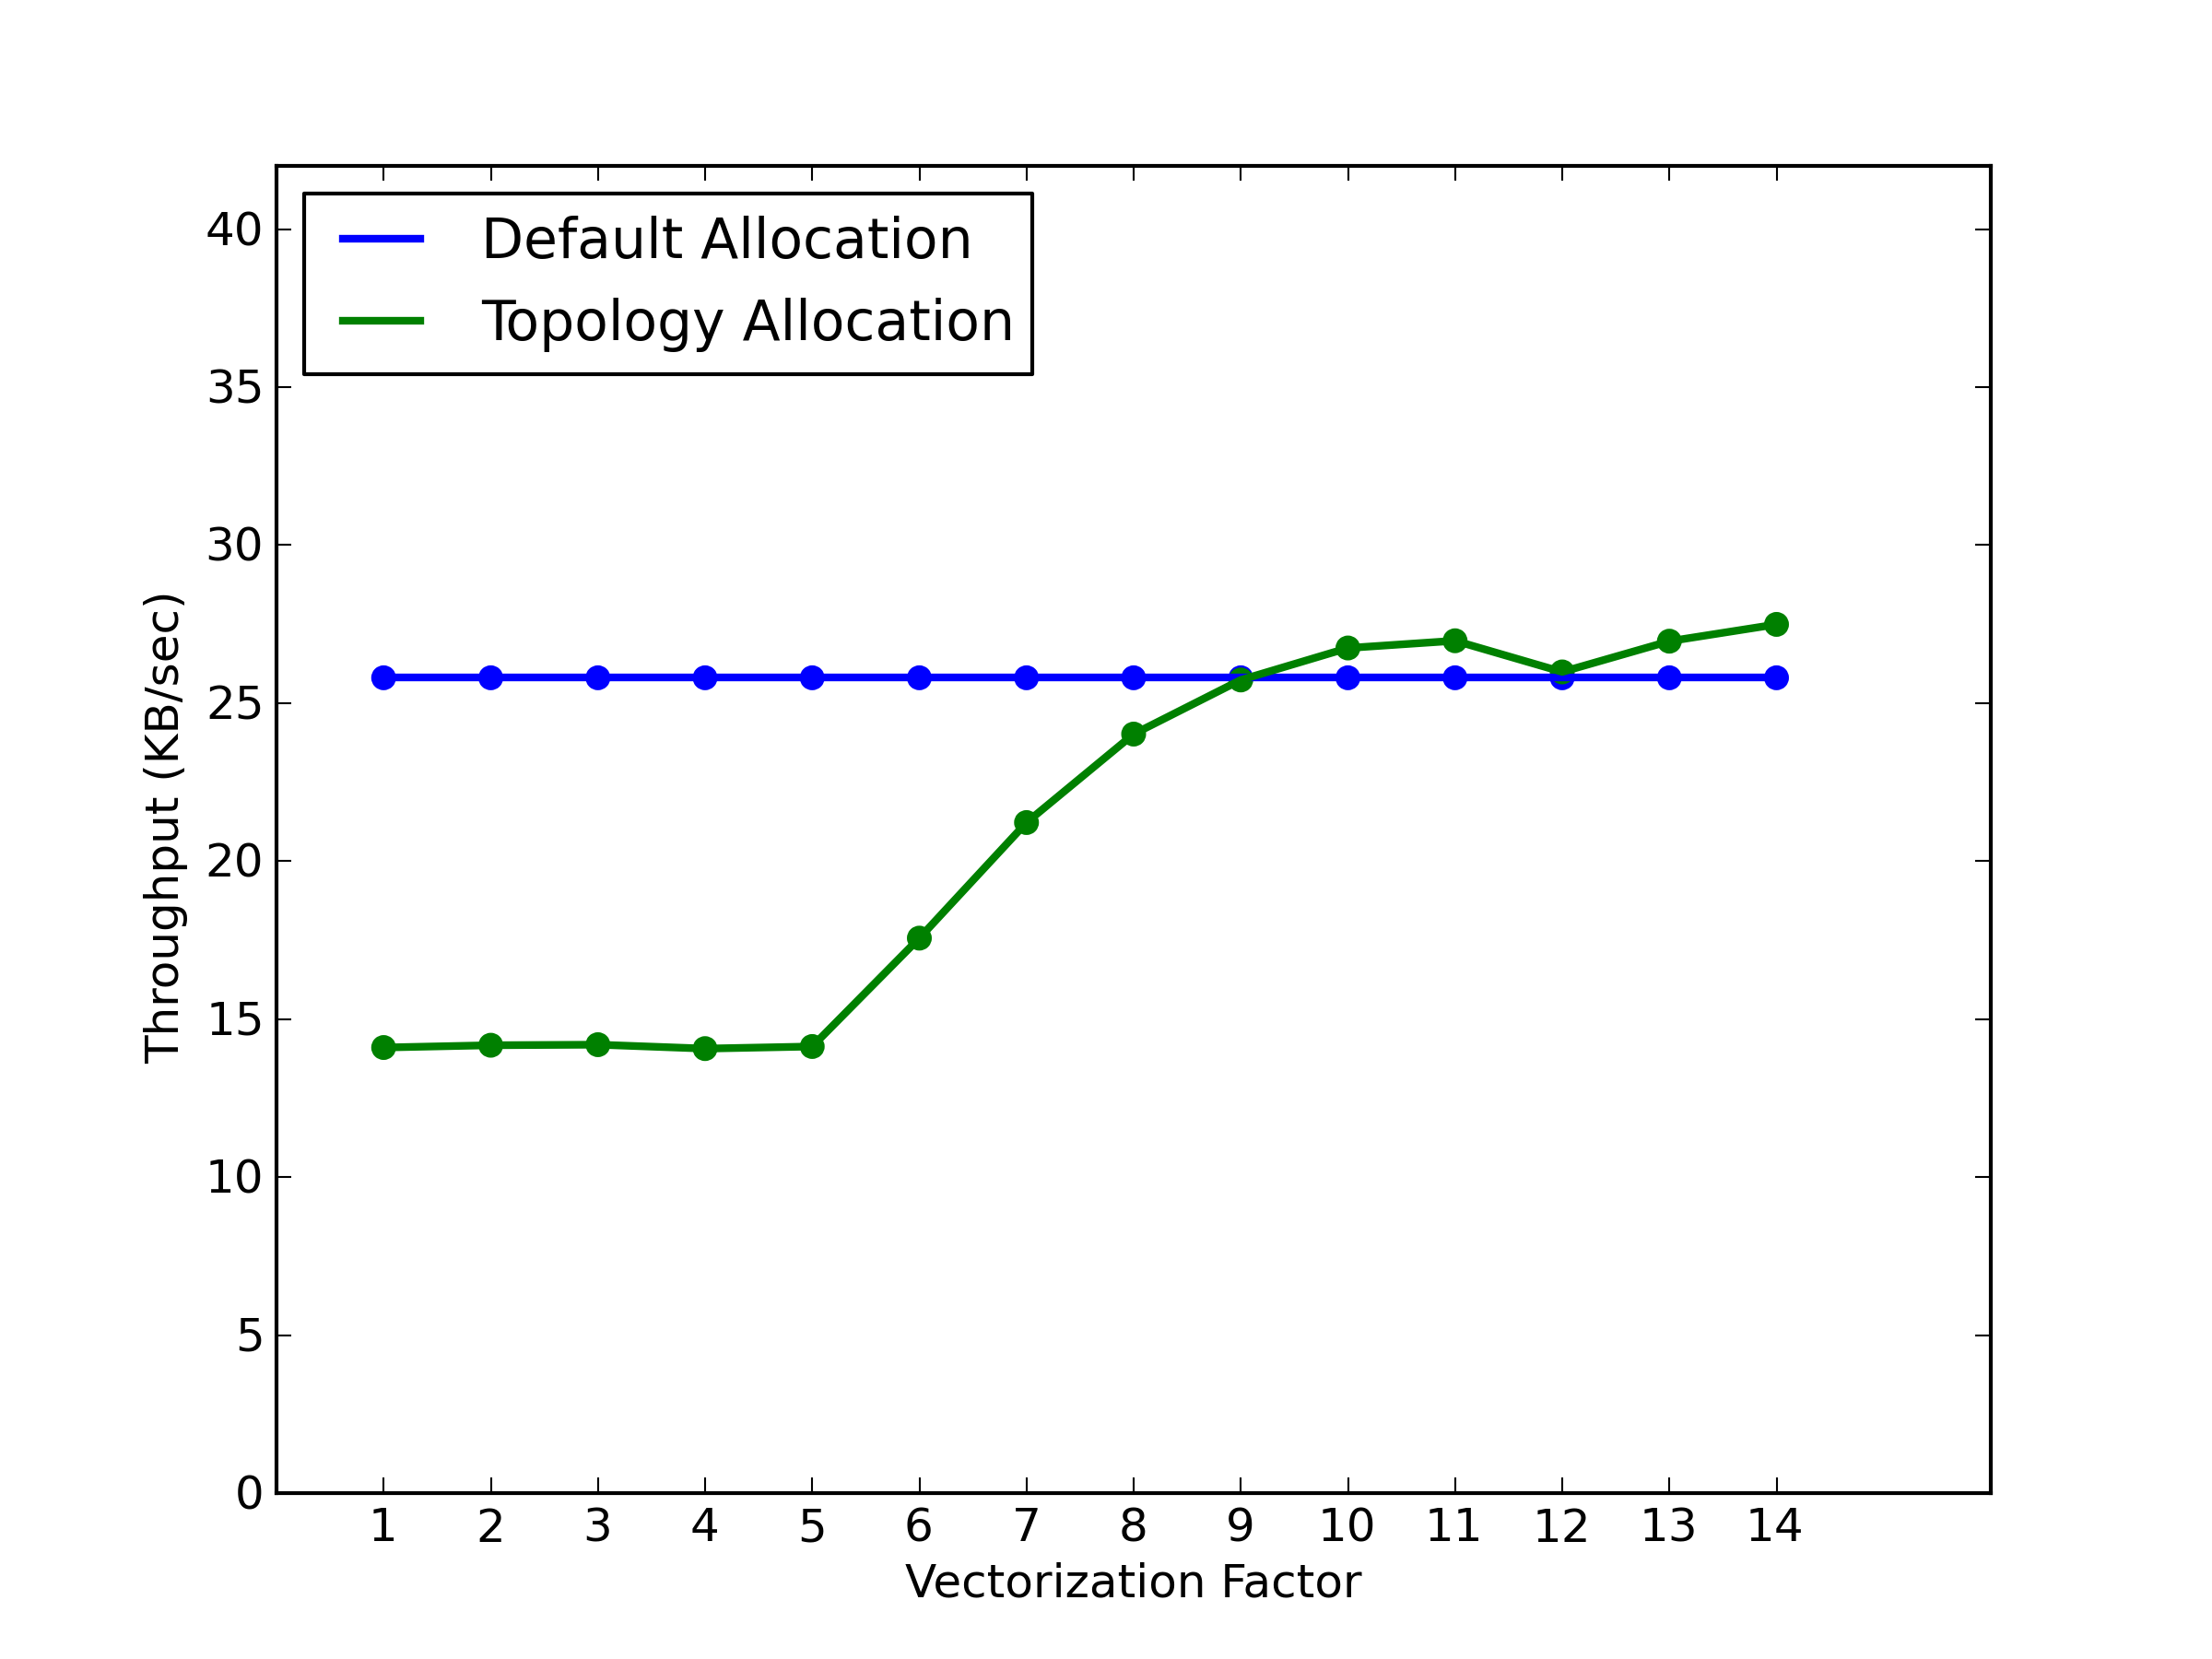 Default Allocation
Topology Allocation
Throughput (KB/sec)
40
35
30
25
20
15
10
5
0
1 2 3 4 5 6 7 8 9 10 11 12 13 14
Vectorization Factor